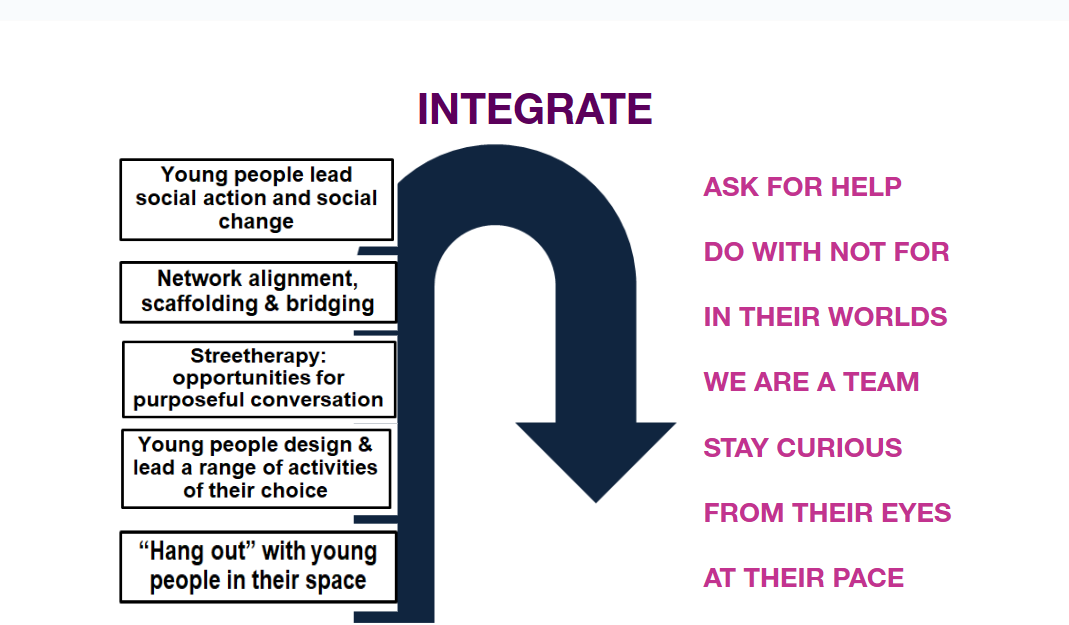 INTEGRATE
Young people lead
social action and social
change
Network alignment,
scaffolding & bridging
Streetherapy:
opportunities for
purposeful conversation
Young people design &
lead a range of activities
of their choice
“Hang out” with young
people in their space
ASK FOR HELP
DO WITH NOT FOR
IN THEIR WORLDS
WE ARE A TEAM
STAY CURIOUS
FROM THEIR EYES
AT THEIR PACE